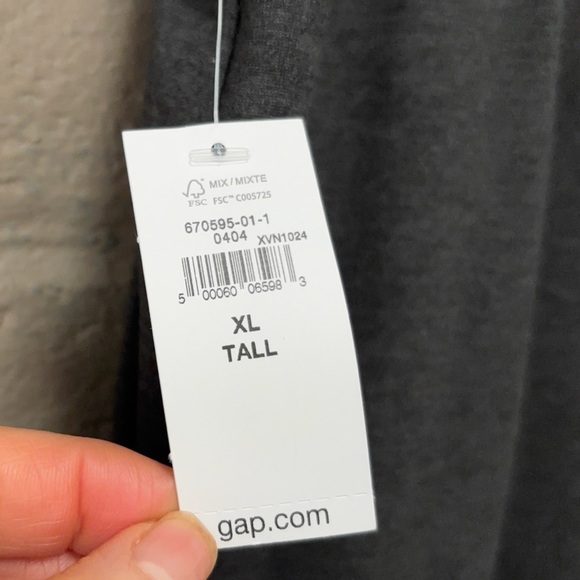 MIX / MIXTE
FSC FSC™ C005725
670595-01-1
0404 XVN1024
5 00060 06598 3
XL
TALL
gap.com